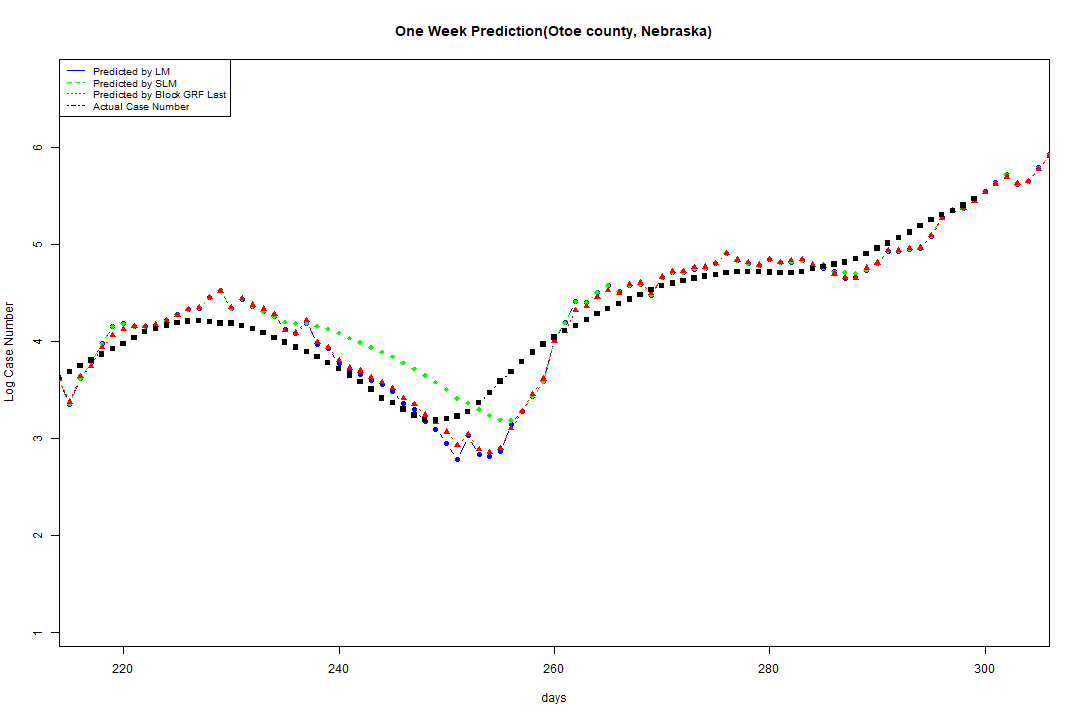 One Week Prediction(Otoe county, Nebraska)
Predicted by LM
Predicted by SLM
Predicted by Block GRF Last
Actual Case Number
Log Case Number
6
5
4
3
2
1
220 240 260 280 300
days